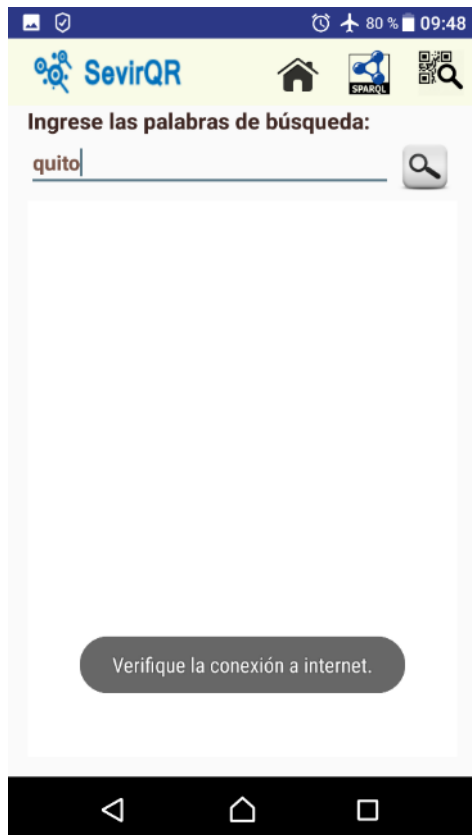 80 % 09:48
SevirQR
SPARQL
Ingrese las palabras de búsqueda:
quito
Verifique la conexión a internet.